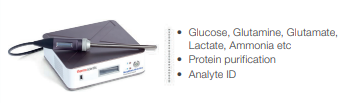 • Glucose, Glutamine, Glutamate,
Lactate, Ammonia etc
• Protein purification
• Analyte ID